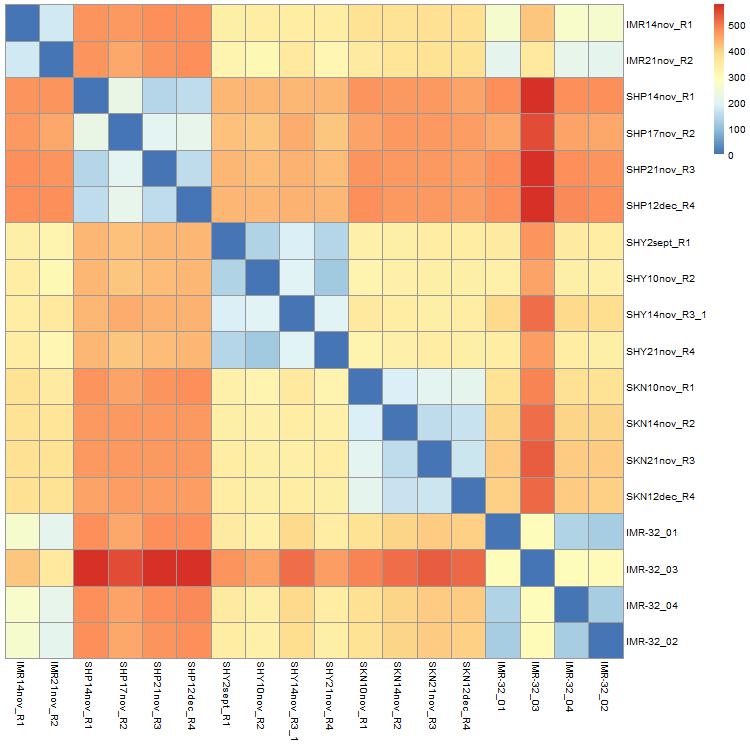 500
400
300
200
100
0
IMR14nov_R1
IMR21nov_R2
SHP14nov_R1
SHP17nov_R2
SHP21nov_R3
SHP12dec_R4
SHY2sept_R1
SHY10nov_R2
SHY14nov_R3_1
SHY21nov_R4
SKN10nov_R1
SKN14nov_R2
SKN21nov_R3
SKN12dec_R4
IMR-32_01
IMR-32_03
IMR-32_04
IMR-32_02
IMR14nov_R1
IMR21nov_R2
SHP14nov_R1
SHP17nov_R2
SHP21nov_R3
SHP12dec_R4
SHY2sept_R1
SHY10nov_R2
SHY14nov_R3_1
SHY21nov_R4
SKN10nov_R1
SKN14nov_R2
SKN21nov_R3
SKN12dec_R4
IMR-32_01
IMR-32_03
IMR-32_04
IMR-32_02